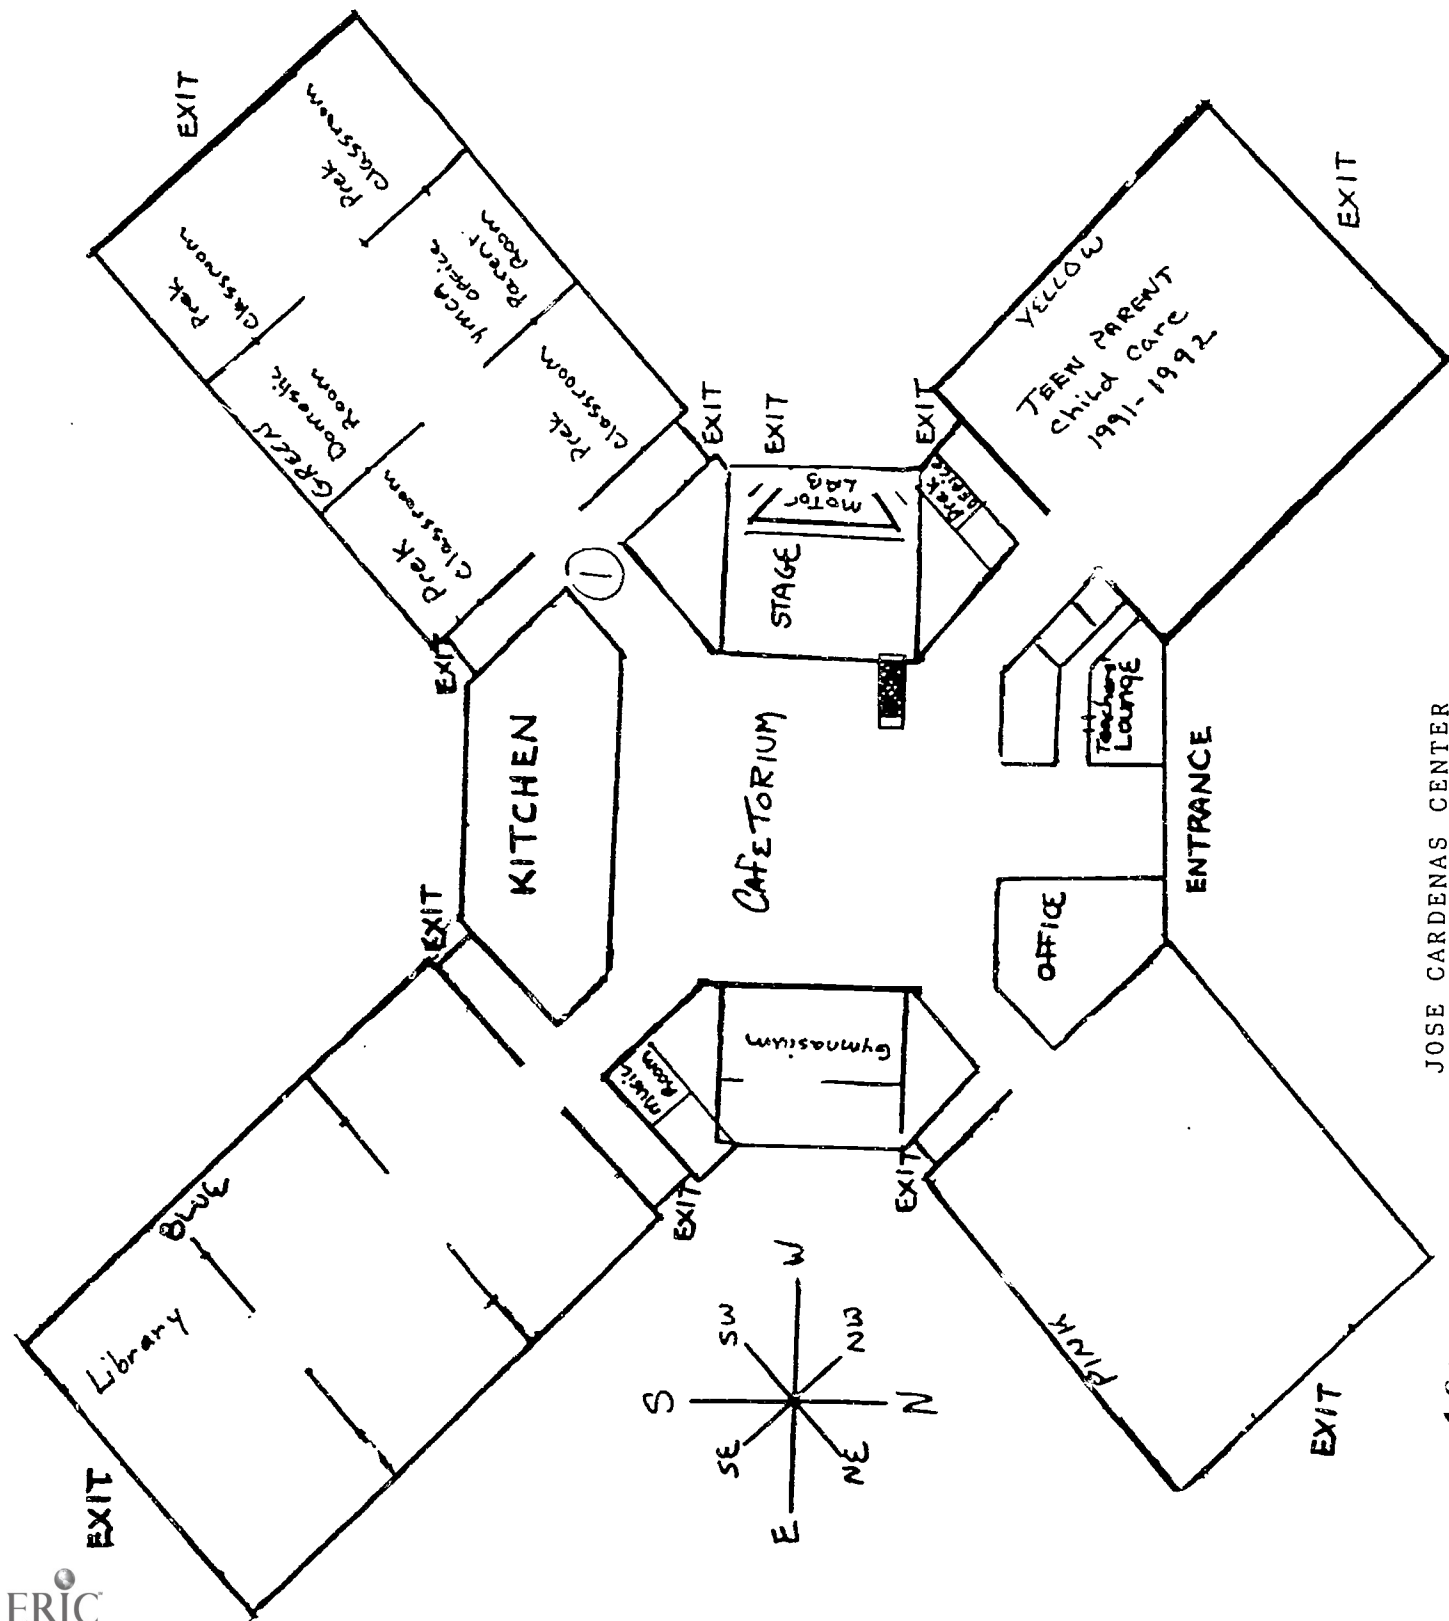 EXIT
Library
BLUE
EXIT
KITCHEN
EXIT
Prek
classroom
GREEN
Domestic
Room
Prek
classroom
Prek
classroom
EXIT
YMCA
OFFICE
Parent
Room
Prek
classroom
1
music
Room
EXIT
Gymnasium
EXIT
CAFETORIUM
STAGE
MOTOR
LAB
EXIT
EXIT
EXIT
Prek
OFFICE
S
SW
W
NW
N
NE
E
SE
PINK
EXIT
OFFICE
ENTRANCE
Teachers
Lounge
YELLOW
TEEN PARENT
Child Care
1991-1992
EXIT
JOSE CARDENAS CENTER
ERIC